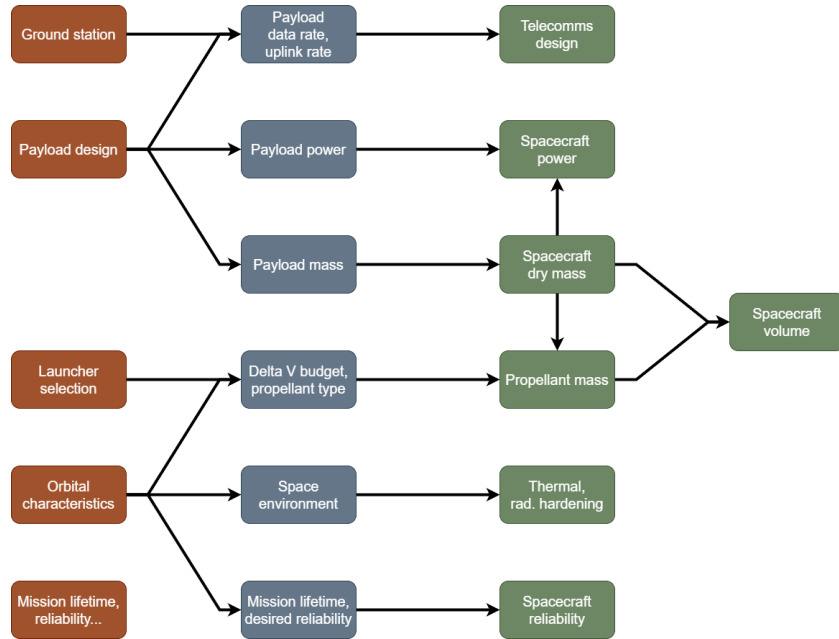 Ground station
Payload
data rate,
uplink rate
Telecomms
design
Payload design
Payload power
Spacecraft
power
Payload mass
Spacecraft
dry mass
Spacecraft
volume
Launcher
selection
Delta V budget,
propellant type
Propellant mass
Orbital
characteristics
Space
environment
Thermal,
rad. hardening
Mission lifetime,
reliability...
Mission lifetime,
desired reliability
Spacecraft
reliability